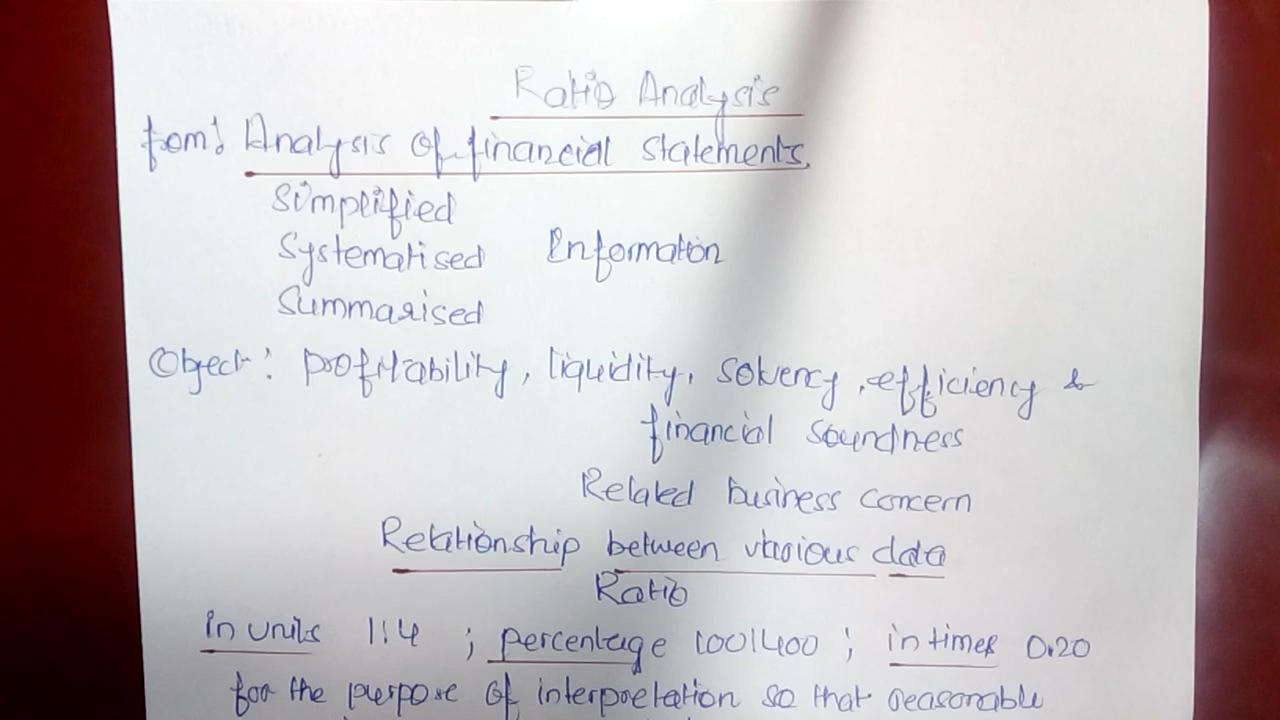 Ratio Analysis
from: Analysis of financial statements.
Simplified
Systematised Information
Summarised
Object: profitability, liquidity, solvency, efficiency &
financial soundness
Related business concern
Relationship between various data
Ratio
in units 1:4 ; percentage 100/400 ; in times 0.20
for the purpose of interpretation so that reasonable